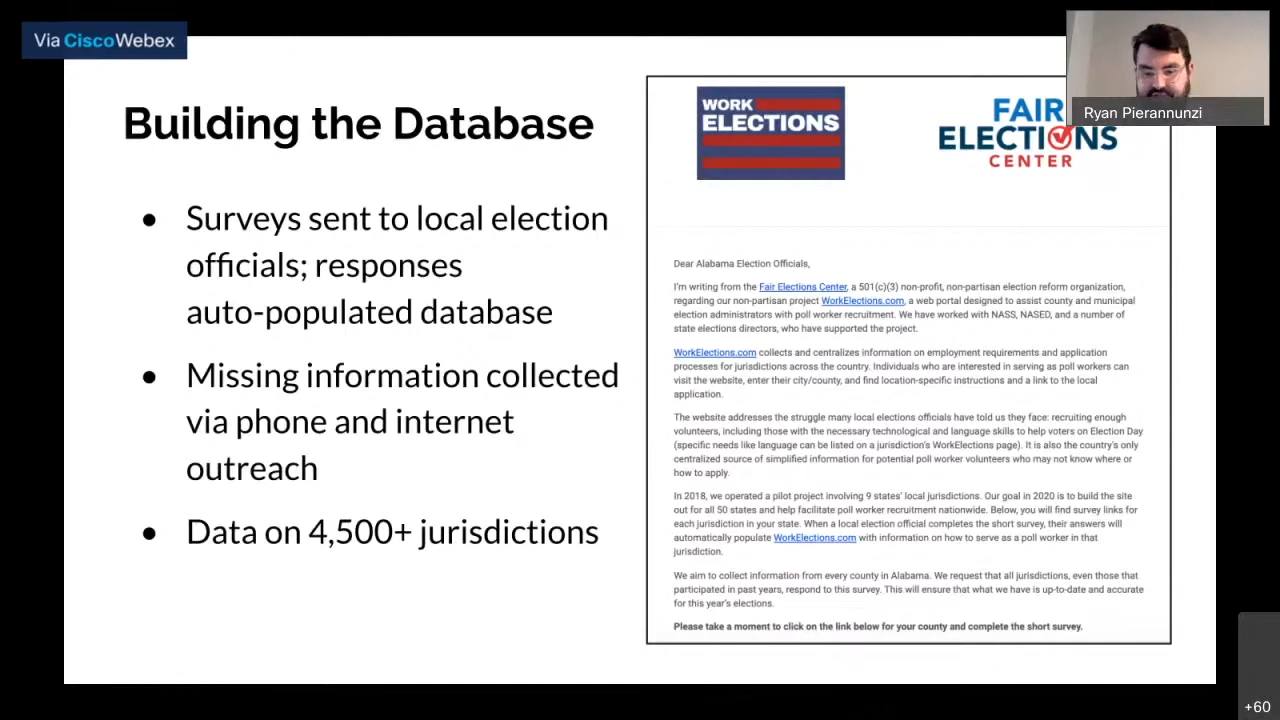 Via Cisco Webex
Ryan Pierannunzi
Building the Database
Surveys sent to local election
officials; responses
auto-populated database
Missing information collected
via phone and internet
outreach
Data on 4,500+ jurisdictions
WORK
ELECTIONS
FAIR
ELECTIONS
CENTER
Dear Alabama Election Officials,
I'm writing from the Fair Elections Center, a 501(c)(3) non-profit, non-partisan election reform organization,
regarding our non-partisan project WorkElections.com, a web portal designed to assist county and municipal
election administrators with poll worker recruitment. We have worked with NASS, NASED, and a number of
state elections directors, who have supported the project.
WorkElections.com collects and centralizes information on employment requirements and application
processes for jurisdictions across the country. Individuals who are interested in serving as poll workers can
visit the website, enter their city/county, and find location-specific instructions and a link to the local
application.
The website addresses the struggle many local elections officials have told us they face: recruiting enough
volunteers, including those with the necessary technological and language skills to help voters on Election Day
(specific needs like language can be listed on a jurisdiction's WorkElections page). It is also the country's only
centralized source of simplified information for potential poll worker volunteers who may not know where or
how to apply.
In 2018, we operated a pilot project involving 9 states' local jurisdictions. Our goal in 2020 is to build the site
out for all 50 states and help facilitate poll worker recruitment nationwide. Below, you will find survey links for
each jurisdiction in your state. When a local election official completes the short survey, their answers will
automatically populate WorkElections.com with information on how to serve as a poll worker in that
jurisdiction.
We aim to collect information from every county in Alabama. We request that all jurisdictions, even those that
participated in past years, respond to this survey. This will ensure that what we have is up-to-date and accurate
for this year's elections.
Please take a moment to click on the link below for your county and complete the short survey.
+60